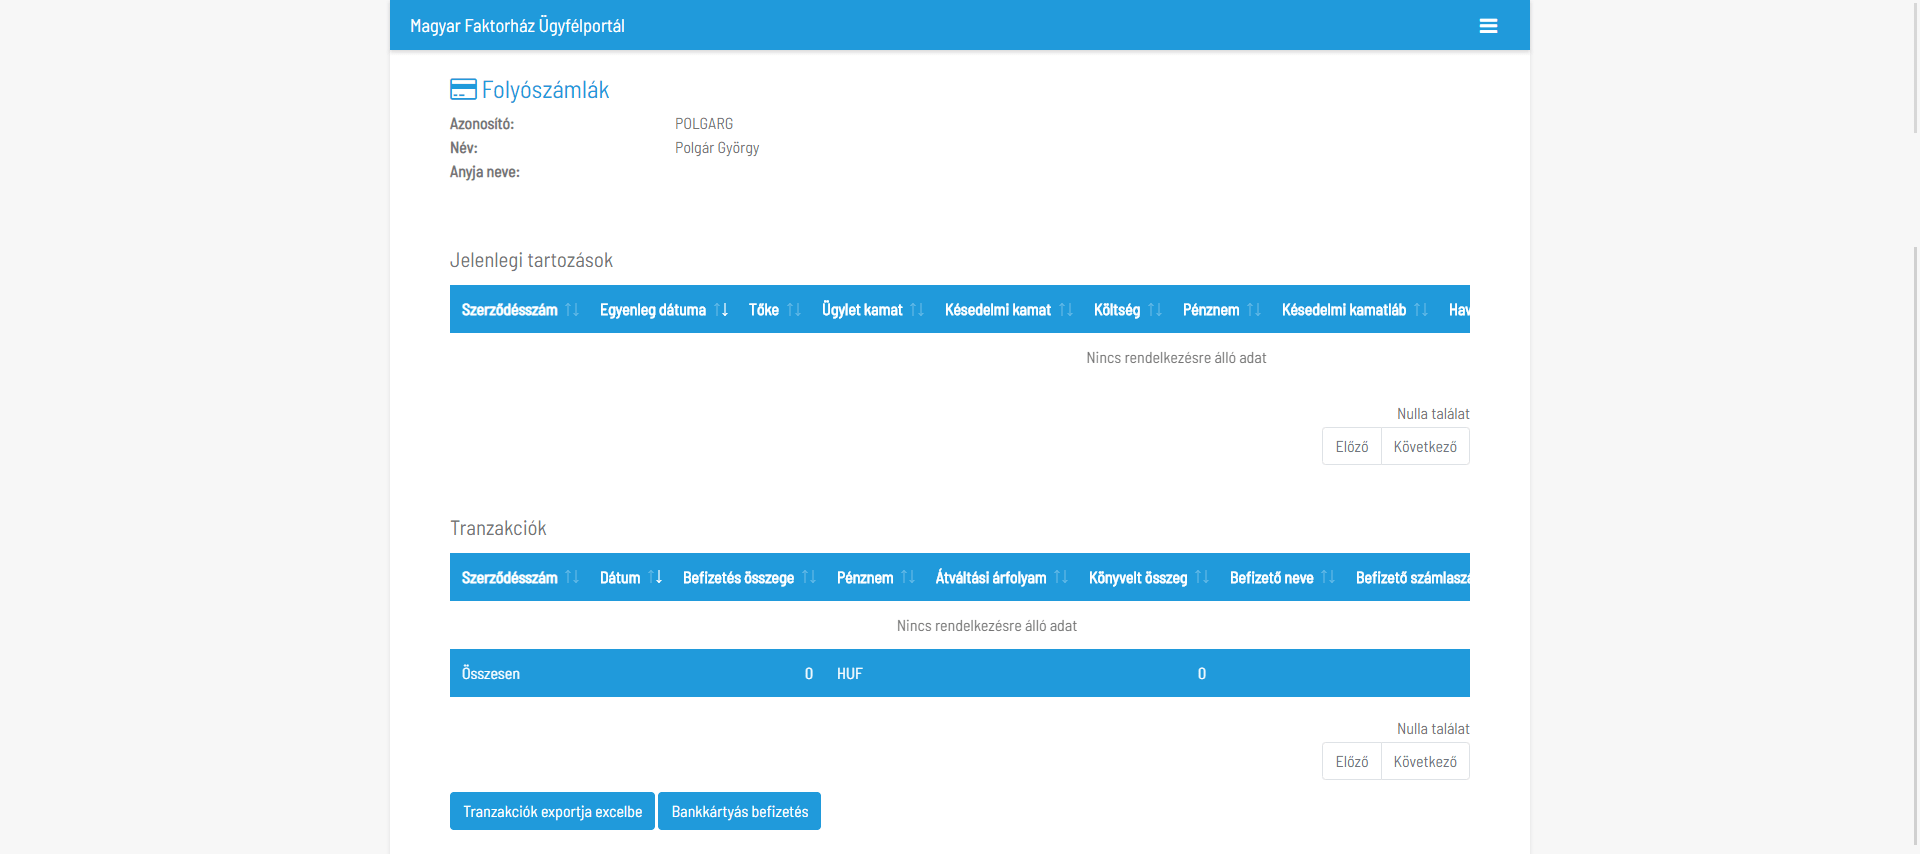 Magyar Faktorház Ügyfélportál
Folyószámlák
Azonosító: POLGARG
Név: Polgár György
Anyja neve:
Jelenlegi tartozások
Szerződésszám Egyenleg dátuma Tőke Ügylet kamat Késedelmi kamat Költség Pénznem Késedelmi kamatláb Hav
Nincs rendelkezésre álló adat
Nulla találat
Előző Következő
Tranzakciók
Szerződésszám Dátum Befizetés összege Pénznem Átváltási árfolyam Könyvelt összeg Befizető neve Befizető számlaszá
Nincs rendelkezésre álló adat
Összesen 0 HUF 0
Nulla találat
Előző Következő
Tranzakciók exportja excelbe Bankkártyás befizetés